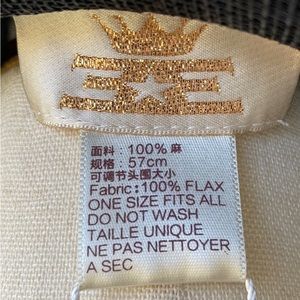 面料：100% 麻
规格：57cm
可调节头围大小
Fabric: 100% FLAX
ONE SIZE FITS ALL
DO NOT WASH
TAILLE UNIQUE
NE PAS NETTOYER
A SEC